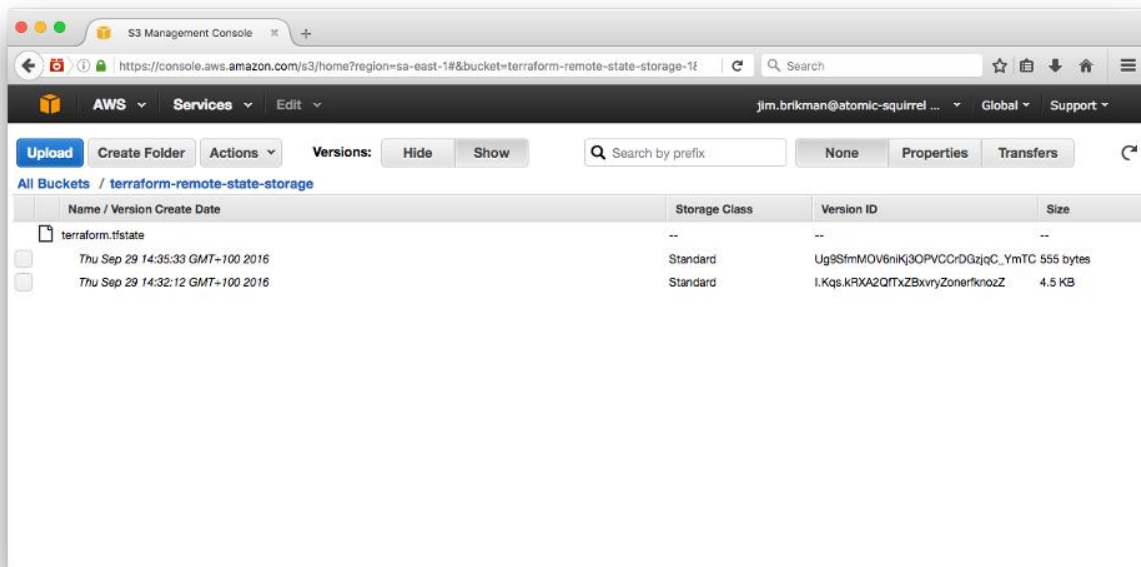 S3 Management Console
https://console.aws.amazon.com/s3/home?region=sa-east-1#&bucket=terraform-remote-state-storage-18 Search
AWS Services Edit jim.brikman@atomic-squirrel ... Global Support
Upload Create Folder Actions Versions: Hide Show Search by prefix None Properties Transfers
All Buckets / terraform-remote-state-storage
Name / Version Create Date Storage Class Version ID Size
terraform.tfstate -- -- --
Thu Sep 29 14:35:33 GMT+100 2016 Standard Ug9SfmMOV6niKj3OPVCCrDGzjqC_YmTC 555 bytes
Thu Sep 29 14:32:12 GMT+100 2016 Standard I.Kqs.kRXA2QfTxZBxvryZonerfknozZ 4.5 KB